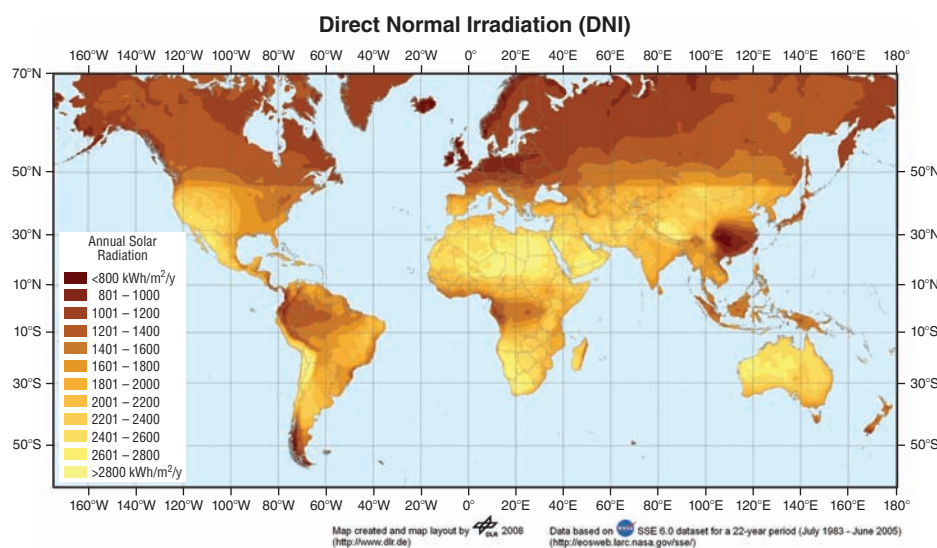 Direct Normal Irradiation (DNI)
160°W 140°W 120°W 100°W 80°W 60°W 40°W 20°W 0° 20°E 40°E 60°E 80°E 100°E 120°E 140°E 160°E 180°
70°N 70°N
50°N 50°N
30°N 30°N
10°N 10°N
10°S 10°S
30°S 30°S
50°S 50°S
Annual Solar
Radiation
<800 kWh/m²/y
801 – 1000
1001 – 1200
1201 – 1400
1401 – 1600
1601 – 1800
1801 – 2000
2001 – 2200
2201 – 2400
2401 – 2600
2601 – 2800
>2800 kWh/m²/y
160°W 140°W 120°W 100°W 80°W 60°W 40°W 20°W 0° 20°E 40°E 60°E 80°E 100°E 120°E 140°E 160°E 180°
Map created and map layout by DLR 2008
(http://www.dlr.de)
Data based on NASA SSE 6.0 dataset for a 22-year period (July 1983 - June 2005)
(http://eosweb.larc.nasa.gov/sse/)